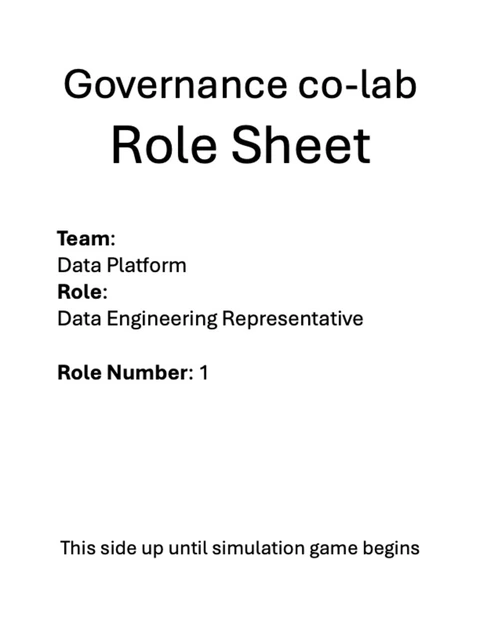 Governance co-lab
Role Sheet
Team:
Data Platform
Role:
Data Engineering Representative
Role Number: 1
This side up until simulation game begins